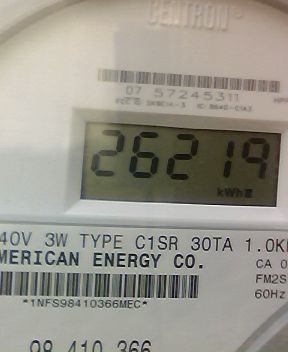 CENTRON®
07 57245311
26219
kWh
40V 3W TYPE C1SR 30TA 1.0K
MERICAN ENERGY CO.
CA 0
FM2S
60Hz
*1NFS98410366MEC*
98 410 366